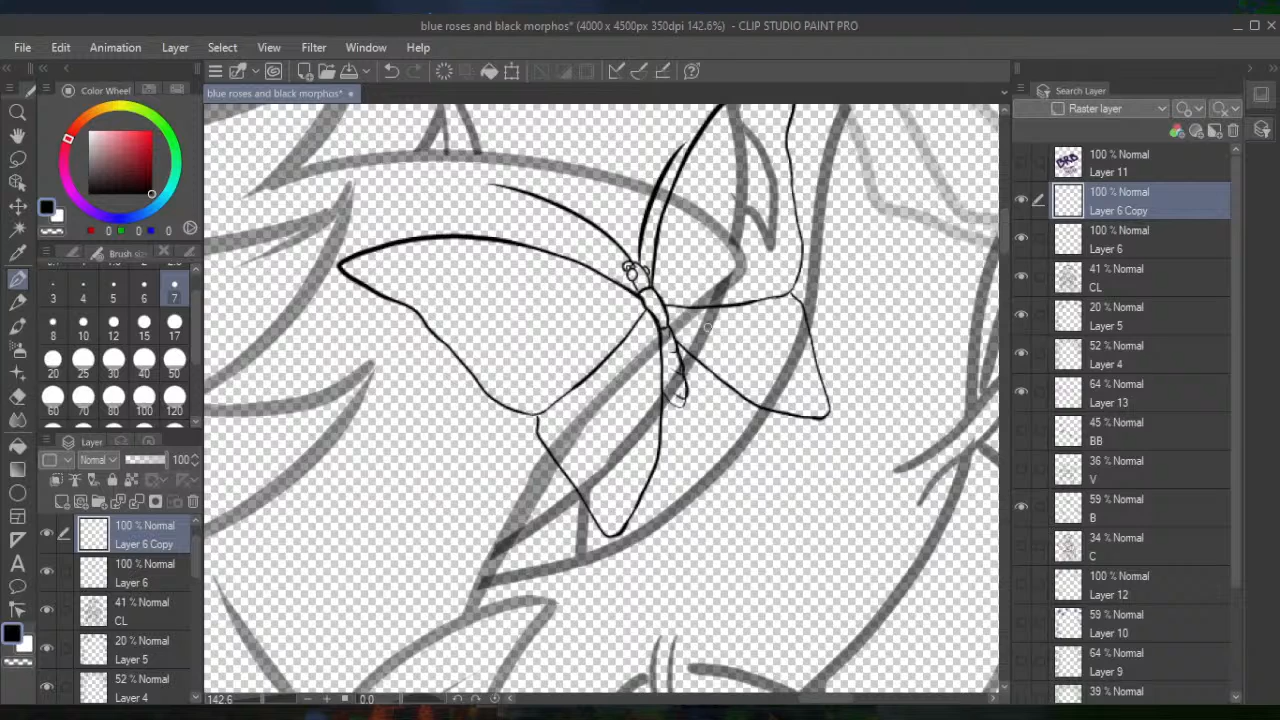 blue roses and black morphos* (4000 x 4500px 350dpi 142.6%) - CLIP STUDIO PAINT PRO
File Edit Animation Layer Select View Filter Window Help
Color Wheel
blue roses and black morphos*
0 0 0
Brush size
3 4 5 6 7
8 10 12 15 17
20 25 30 40 50
60 70 80 100 120
Layer
Normal 100
100 % Normal
Layer 6 Copy
100 % Normal
Layer 6
41 % Normal
CL
20 % Normal
Layer 5
52 % Normal
Layer 4
142.6 0.0
Search Layer
Raster layer
100 % Normal
Layer 11
100 % Normal
Layer 6 Copy
100 % Normal
Layer 6
41 % Normal
CL
20 % Normal
Layer 5
52 % Normal
Layer 4
64 % Normal
Layer 13
45 % Normal
BB
36 % Normal
V
59 % Normal
B
34 % Normal
C
100 % Normal
Layer 12
59 % Normal
Layer 10
64 % Normal
Layer 9
39 % Normal